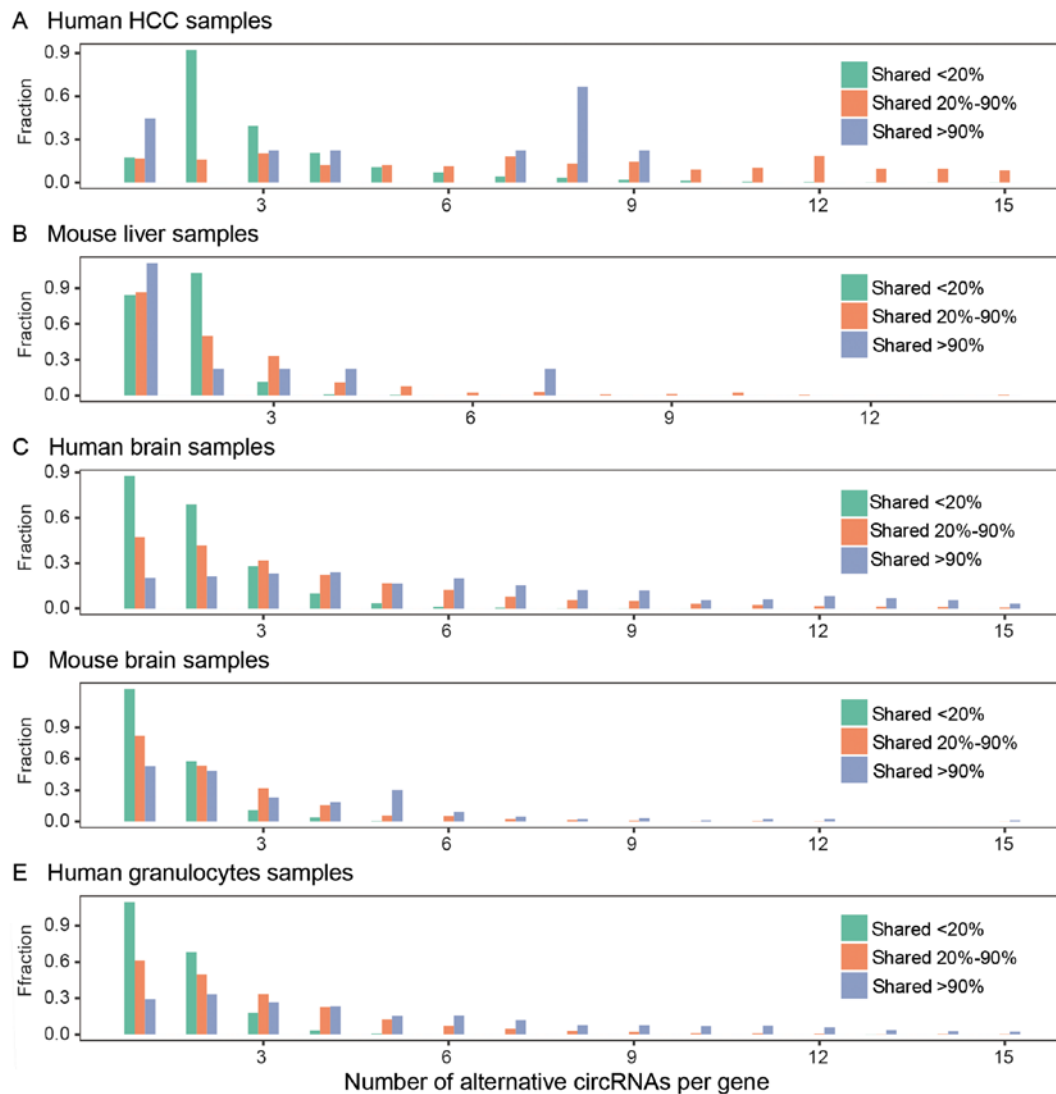 A Human HCC samples
0.9
0.6
0.3
0.0
Fraction
Shared <20%
Shared 20%-90%
Shared >90%
3 6 9 12 15
B Mouse liver samples
0.9
0.6
0.3
0.0
Fraction
Shared <20%
Shared 20%-90%
Shared >90%
3 6 9 12
C Human brain samples
0.9
0.6
0.3
0.0
Fraction
Shared <20%
Shared 20%-90%
Shared >90%
3 6 9 12 15
D Mouse brain samples
0.9
0.6
0.3
0.0
Fraction
Shared <20%
Shared 20%-90%
Shared >90%
3 6 9 12 15
E Human granulocytes samples
0.9
0.6
0.3
0.0
Ffraction
Shared <20%
Shared 20%-90%
Shared >90%
3 6 9 12 15
Number of alternative circRNAs per gene